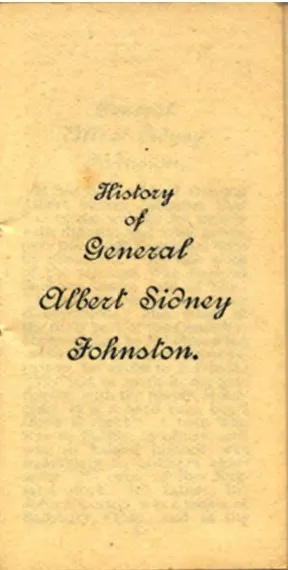 History
of
General
Albert Sidney
Johnston.